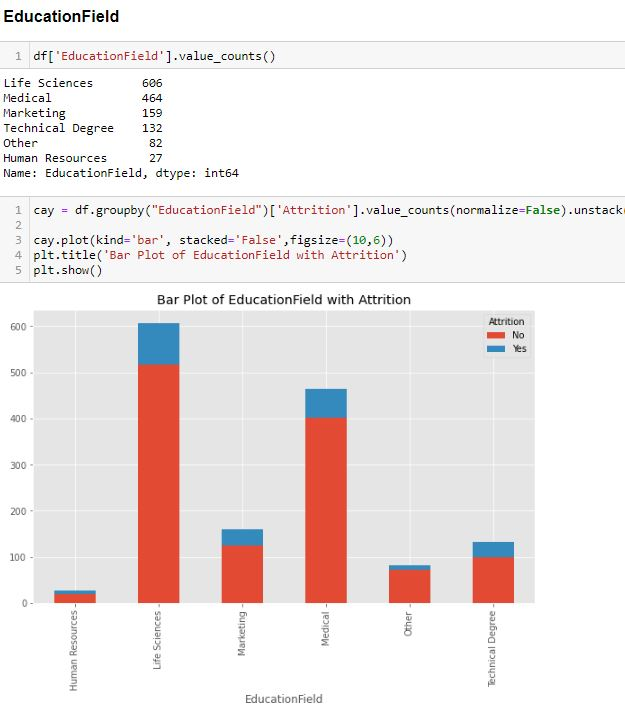 EducationField
1 df['EducationField'].value_counts()
Life Sciences 606
Medical 464
Marketing 159
Technical Degree 132
Other 82
Human Resources 27
Name: EducationField, dtype: int64
1 cay = df.groupby("EducationField")['Attrition'].value_counts(normalize=False).unstack
2
3 cay.plot(kind='bar', stacked='False',figsize=(10,6))
4 plt.title('Bar Plot of EducationField with Attrition')
5 plt.show()
Bar Plot of EducationField with Attrition
Attrition
No
Yes
600
500
400
300
200
100
0
Human Resources
Life Sciences
Marketing
Medical
Other
Technical Degree
EducationField